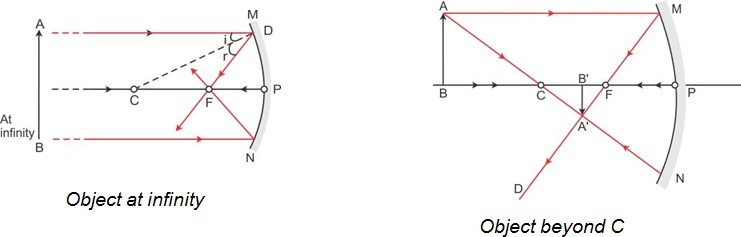 A
M
D
i
r
C
F
P
At
infinity
B
N
Object at infinity
A
M
B
C
B'
F
P
A'
N
D
Object beyond C